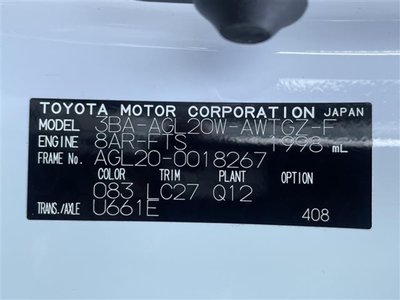 TOYOTA MOTOR CORPORATION JAPAN
MODEL 3BA-AGL20W-AWTGZ-F
ENGINE 8AR-FTS 1998 mL
FRAME No. AGL20-0018267
COLOR TRIM PLANT OPTION
083 LC27 Q12
TRANS./AXLE U661E 408